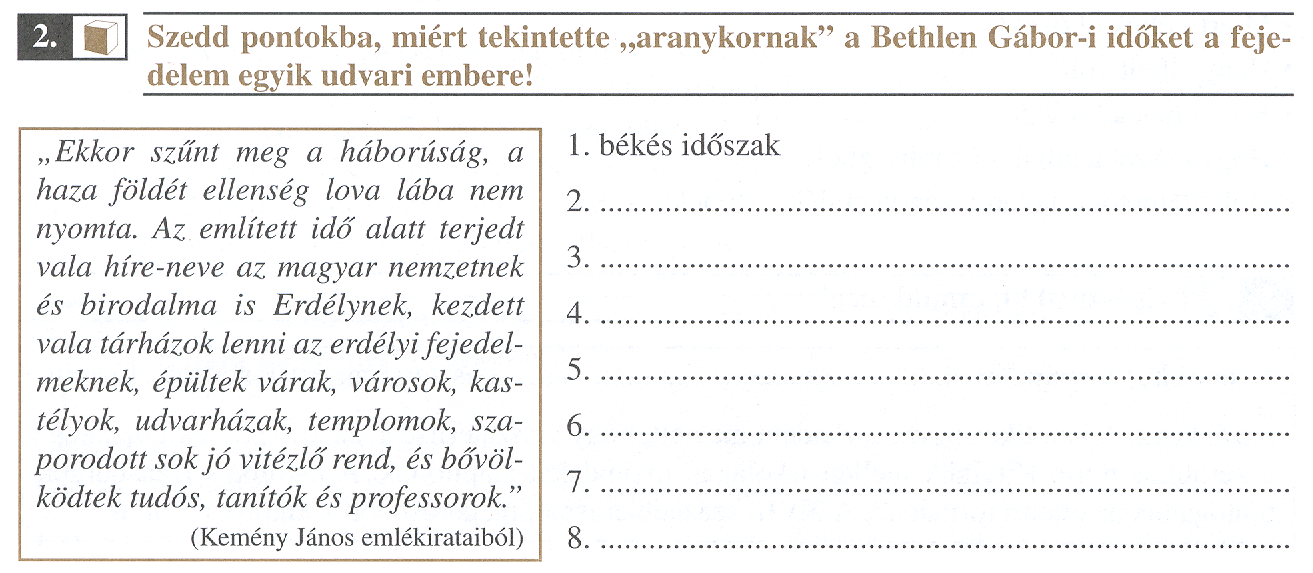 2.
Szedd pontokba, miért tekintette „aranykornak” a Bethlen Gábor-i időket a feje-
delem egyik udvari embere!
„Ekkor szűnt meg a háborúság, a
haza földét ellenség lova lába nem
nyomta. Az említett idő alatt terjedt
vala híre-neve az magyar nemzetnek
és birodalma is Erdélynek, kezdett
vala tárházok lenni az erdélyi fejedel-
meknek, épültek várak, városok, kas-
télyok, udvarházak, templomok, sza-
porodott sok jó vitézlő rend, és bővöl-
ködtek tudós, tanítók és professorok.”
(Kemény János emlékirataiból)
1. békés időszak
2. ........................................
3. ........................................
4. ........................................
5. ........................................
6. ........................................
7. ........................................
8. ........................................